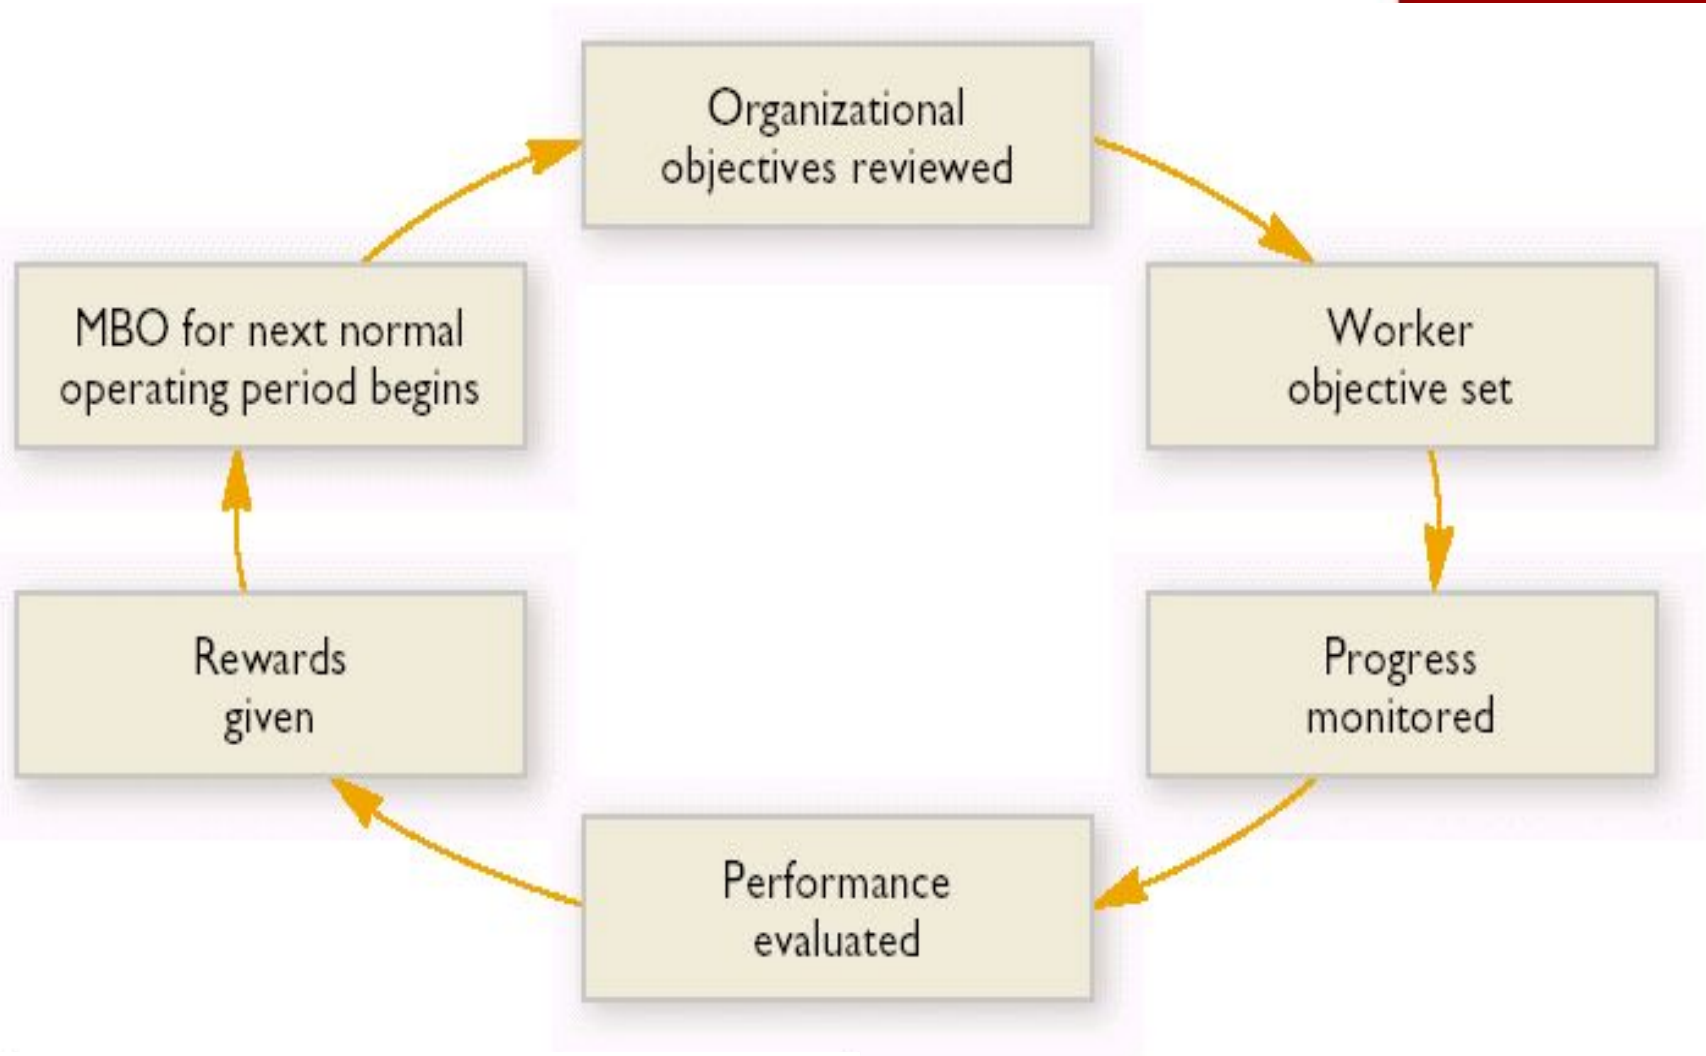 Organizational
objectives reviewed
Worker
objective set
Progress
monitored
Performance
evaluated
Rewards
given
MBO for next normal
operating period begins